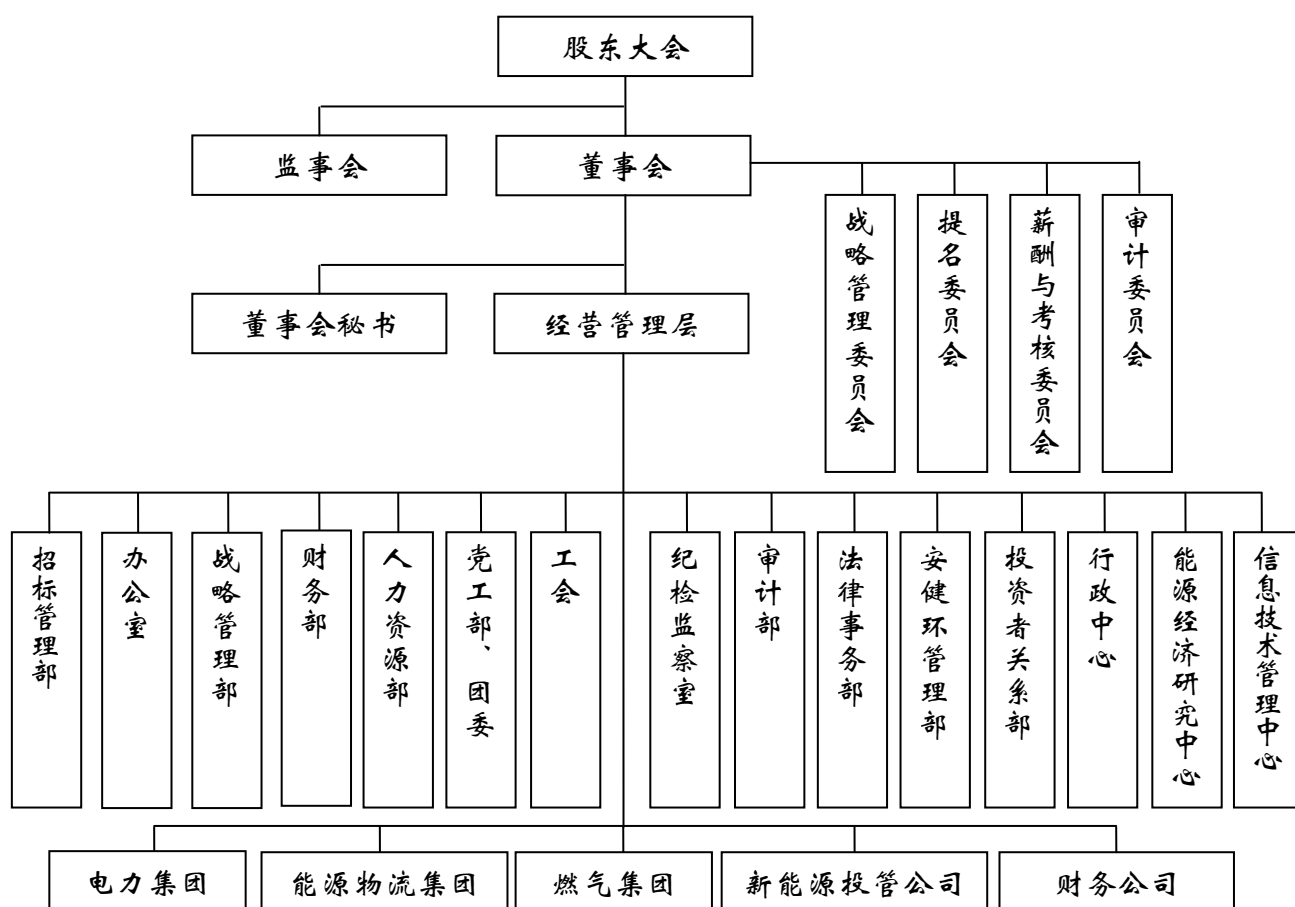 股东大会
监事会
董事会
战略管理委员会
提名委员会
薪酬与考核委员会
审计委员会
董事会秘书
经营管理层
招标管理部
办公室
战略管理部
财务部
人力资源部
党工部、团委
工会
纪检监察室
审计部
法律事务部
安健环管理部
投资者关系部
行政中心
能源经济研究中心
信息技术管理中心
电力集团
能源物流集团
燃气集团
新能源投管公司
财务公司